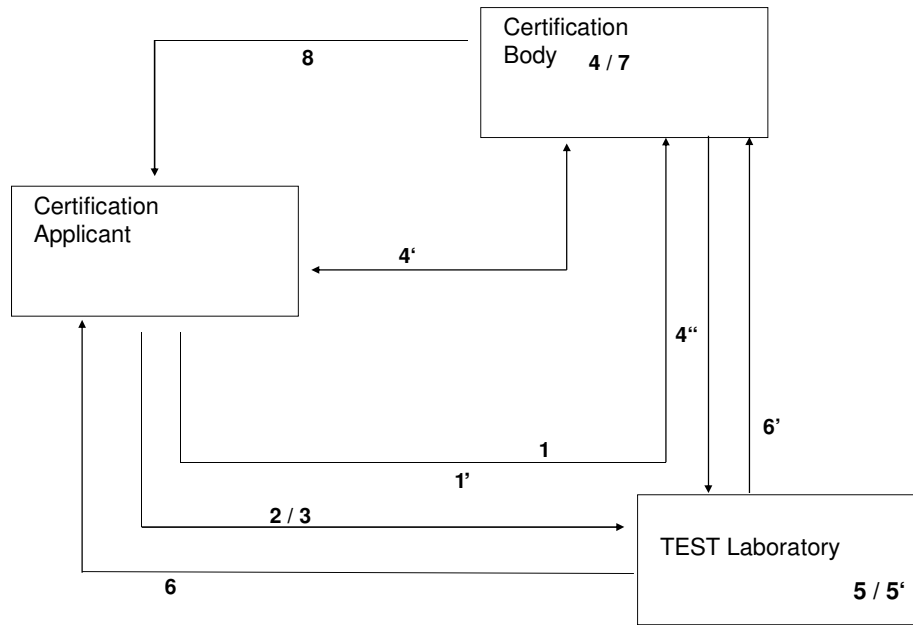 Certification
Body 4 / 7
8
Certification
Applicant
4‘
4“
6’
1
1’
2 / 3
TEST Laboratory
6
5 / 5‘